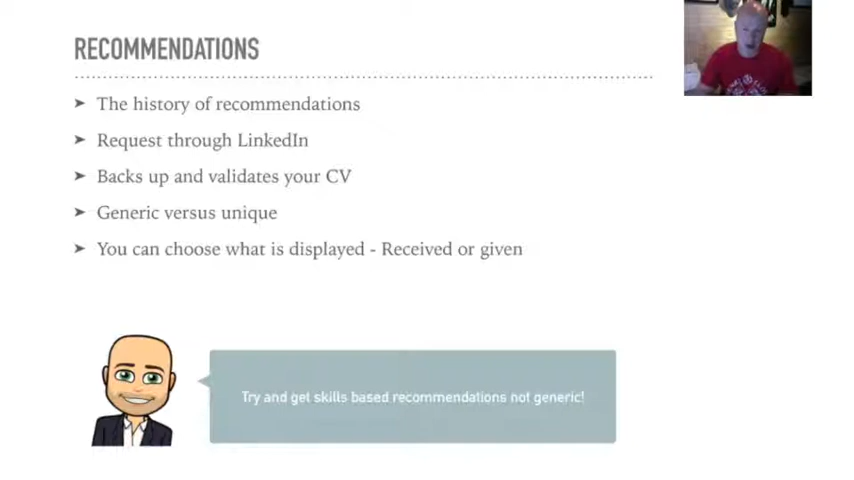 RECOMMENDATIONS
➤ The history of recommendations
➤ Request through LinkedIn
➤ Backs up and validates your CV
➤ Generic versus unique
➤ You can choose what is displayed - Received or given
Try and get skills based recommendations not generic!